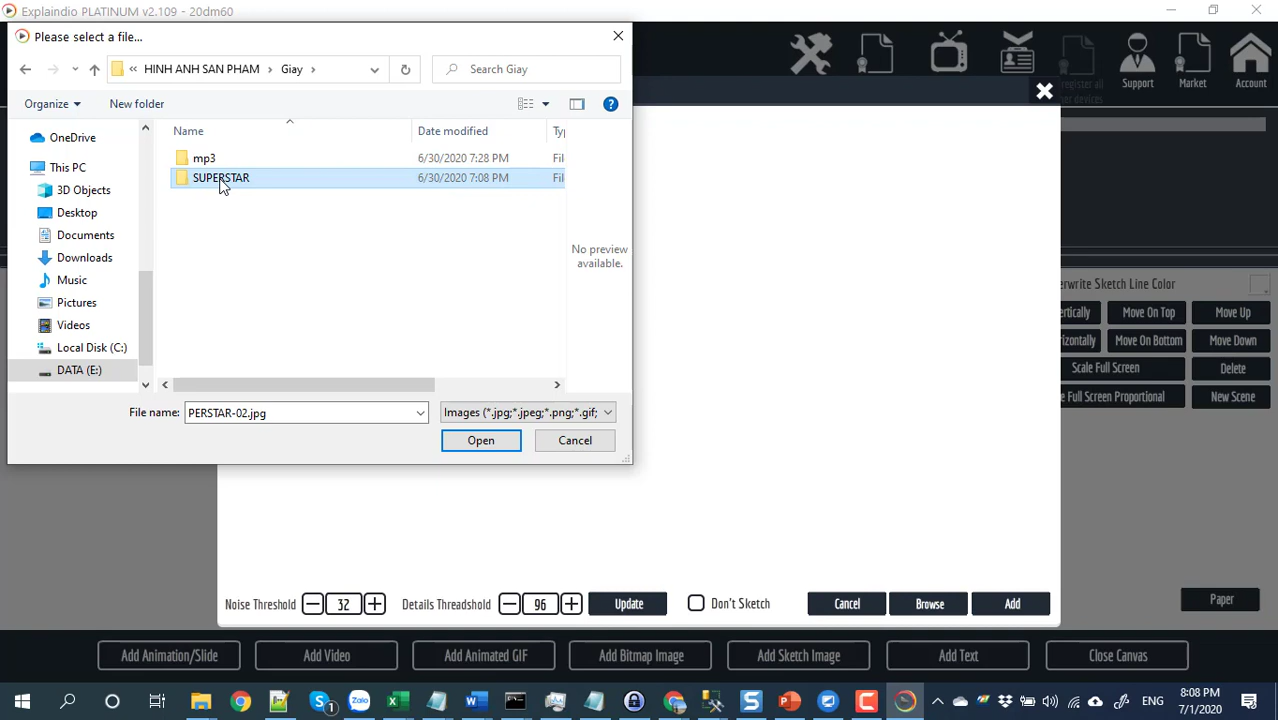 Explaindio PLATINUM v2.109 - 20dm60
Please select a file...
HINH ANH SAN PHAM › Giay
Search Giay
Organize
New folder
OneDrive
This PC
3D Objects
Desktop
Documents
Downloads
Music
Pictures
Videos
Local Disk (C:)
DATA (E:)
Name
Date modified
mp3
6/30/2020 7:28 PM
Fil
SUPERSTAR
6/30/2020 7:08 PM
Fil
No preview available.
File name:
PERSTAR-02.jpg
Images (*.jpg;*.jpeg;*.png;*.gif;
Open
Cancel
Support
Market
Account
Move On Top
Move Up
Move On Bottom
Move Down
Scale Full Screen
Delete
Full Screen Proportional
New Scene
Noise Threshold
32
Details Threadshold
96
Update
Don't Sketch
Cancel
Browse
Add
Paper
Add Animation/Slide
Add Video
Add Animated GIF
Add Bitmap Image
Add Sketch Image
Add Text
Close Canvas
ENG
8:08 PM
7/1/2020